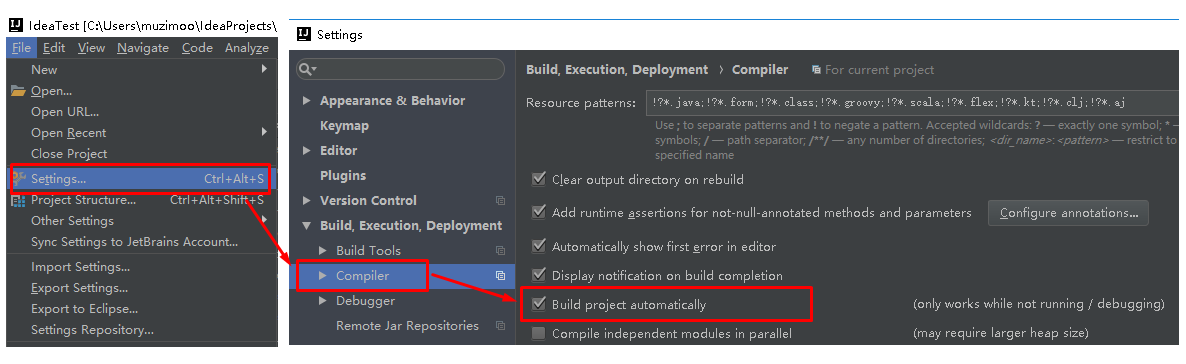 IdeaTest [C:\Users\muzimoo\IdeaProjects\
File Edit View Navigate Code Analyze
New
Open...
Open URL...
Open Recent
Close Project
Settings... Ctrl+Alt+S
Project Structure... Ctrl+Alt+Shift+S
Other Settings
Sync Settings to JetBrains Account...
Import Settings...
Export Settings...
Export to Eclipse...
Settings Repository...
Settings
Appearance & Behavior
Keymap
Editor
Plugins
Version Control
Build, Execution, Deployment
Build Tools
Compiler
Debugger
Remote Jar Repositories
Build, Execution, Deployment › Compiler For current project
Resource patterns: !?*.java;!?*.form;!?*.class;!?*.groovy;!?*.scala;!?*.flex;!?*.kt;!?*.clj;!?*.aj
Use ; to separate patterns and ! to negate a pattern. Accepted wildcards: ? — exactly one symbol; * —
symbols; / — path separator; /**/ — any number of directories; <dir_name>:<pattern> — restrict to
specified name
Clear output directory on rebuild
Add runtime assertions for not-null-annotated methods and parameters Configure annotations...
Automatically show first error in editor
Display notification on build completion
Build project automatically (only works while not running / debugging)
Compile independent modules in parallel (may require larger heap size)